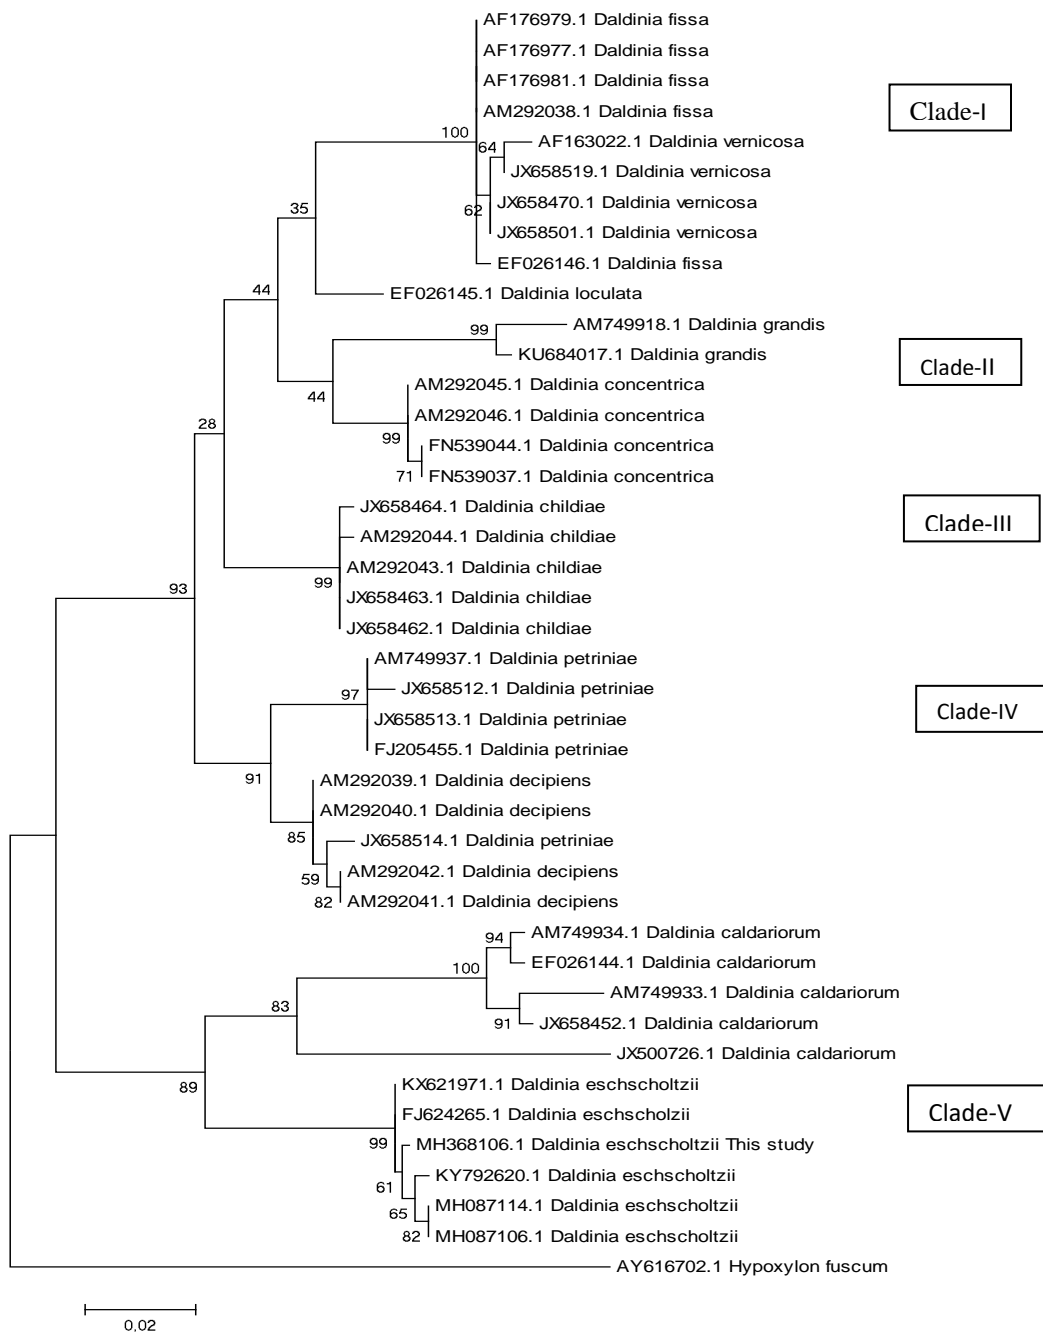 AF176979.1 Daldinia fissa
AF176977.1 Daldinia fissa
AF176981.1 Daldinia fissa
AM292038.1 Daldinia fissa
Clade-I
100
64
AF163022.1 Daldinia vernicosa
JX658519.1 Daldinia vernicosa
62
JX658470.1 Daldinia vernicosa
JX658501.1 Daldinia vernicosa
35
EF026146.1 Daldinia fissa
44
EF026145.1 Daldinia loculata
99
AM749918.1 Daldinia grandis
KU684017.1 Daldinia grandis
Clade-II
44
AM292045.1 Daldinia concentrica
AM292046.1 Daldinia concentrica
28
99
FN539044.1 Daldinia concentrica
71
FN539037.1 Daldinia concentrica
JX658464.1 Daldinia childiae
Clade-III
AM292044.1 Daldinia childiae
AM292043.1 Daldinia childiae
93
99
JX658463.1 Daldinia childiae
JX658462.1 Daldinia childiae
AM749937.1 Daldinia petriniae
97
JX658512.1 Daldinia petriniae
JX658513.1 Daldinia petriniae
Clade-IV
FJ205455.1 Daldinia petriniae
91
AM292039.1 Daldinia decipiens
AM292040.1 Daldinia decipiens
85
JX658514.1 Daldinia petriniae
59
AM292042.1 Daldinia decipiens
82
AM292041.1 Daldinia decipiens
94
AM749934.1 Daldinia caldariorum
100
EF026144.1 Daldinia caldariorum
83
AM749933.1 Daldinia caldariorum
91
JX658452.1 Daldinia caldariorum
JX500726.1 Daldinia caldariorum
89
KX621971.1 Daldinia eschscholtzii
FJ624265.1 Daldinia eschscholzii
Clade-V
99
MH368106.1 Daldinia eschscholtzii This study
61
KY792620.1 Daldinia eschscholtzii
65
MH087114.1 Daldinia eschscholtzii
82
MH087106.1 Daldinia eschscholtzii
AY616702.1 Hypoxylon fuscum
0,02